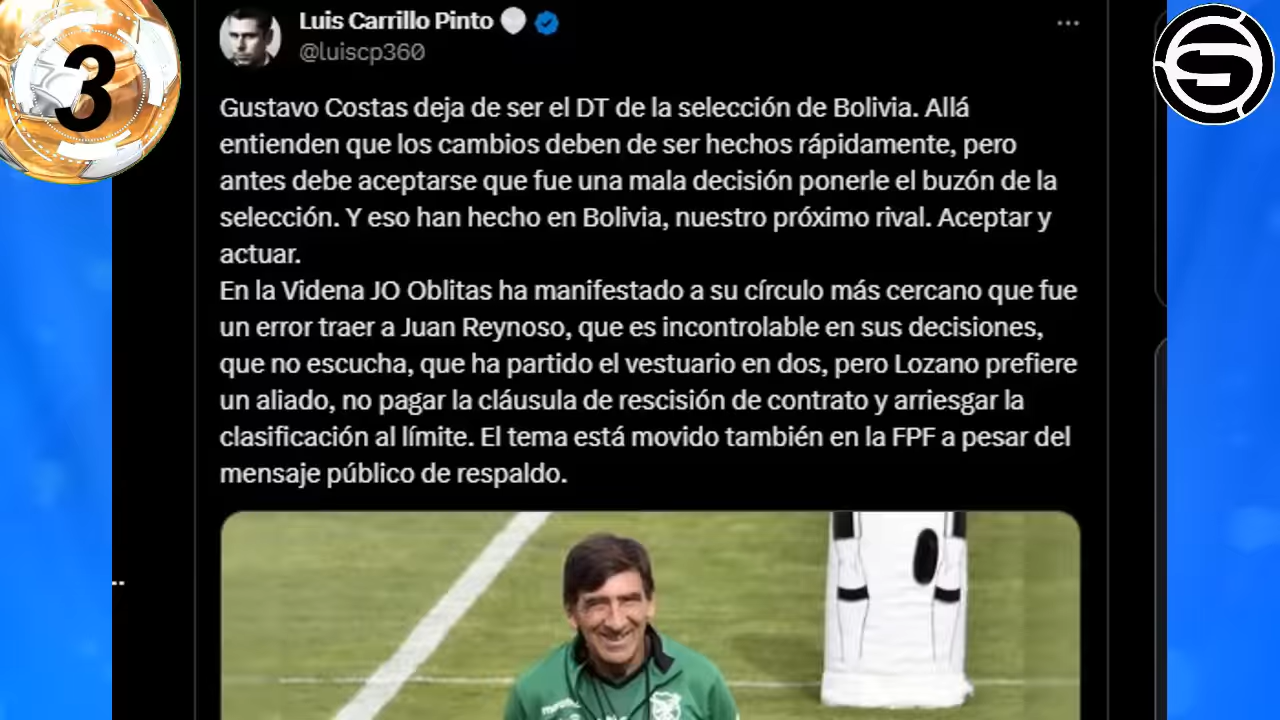 3
Luis Carrillo Pinto
@luiscp360
Gustavo Costas deja de ser el DT de la selección de Bolivia. Allá
entienden que los cambios deben de ser hechos rápidamente, pero
antes debe aceptarse que fue una mala decisión ponerle el buzón de la
selección. Y eso han hecho en Bolivia, nuestro próximo rival. Aceptar y
actuar.
En la Videna JO Oblitas ha manifestado a su círculo más cercano que fue
un error traer a Juan Reynoso, que es incontrolable en sus decisiones,
que no escucha, que ha partido el vestuario en dos, pero Lozano prefiere
un aliado, no pagar la cláusula de rescisión de contrato y arriesgar la
clasificación al límite. El tema está movido también en la FPF a pesar del
mensaje público de respaldo.